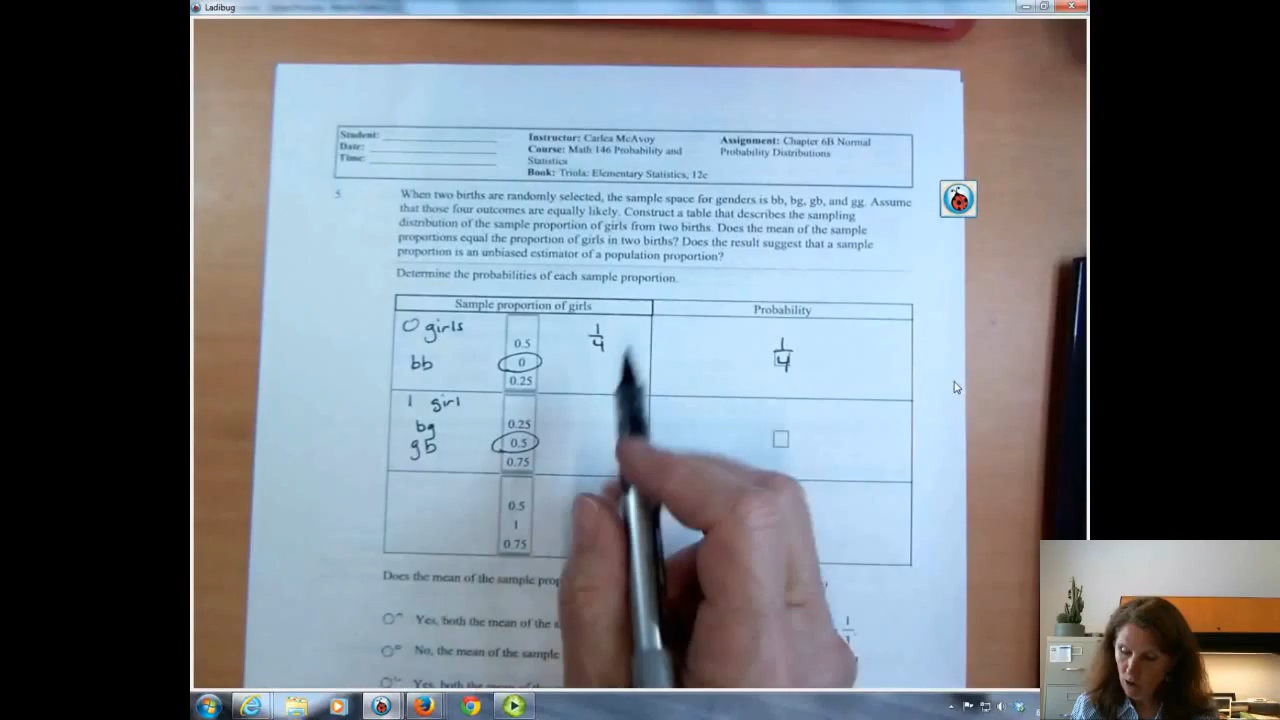 Ladibug
Student:
Date:
Time:
Instructor: Carlea McAvoy
Course: Math 146 Probability and
Statistics
Book: Triola: Elementary Statistics, 12e
Assignment: Chapter 6B Normal
Probability Distributions
5
When two births are randomly selected, the sample space for genders is bb, bg, gb, and gg. Assume
that those four outcomes are equally likely. Construct a table that describes the sampling
distribution of the sample proportion of girls from two births. Does the mean of the sample
proportions equal the proportion of girls in two births? Does the result suggest that a sample
proportion is an unbiased estimator of a population proportion?
Determine the probabilities of each sample proportion.
Sample proportion of girls
Probability
0 girls
bb
0.5
0
0.25
1/4
1/4
1 girl
bg
gb
0.25
0.5
0.75
0.5
1
0.75
Does the mean of the sample
Yes, both the mean of the
No, the mean of the sample
Yes, both the mean of the